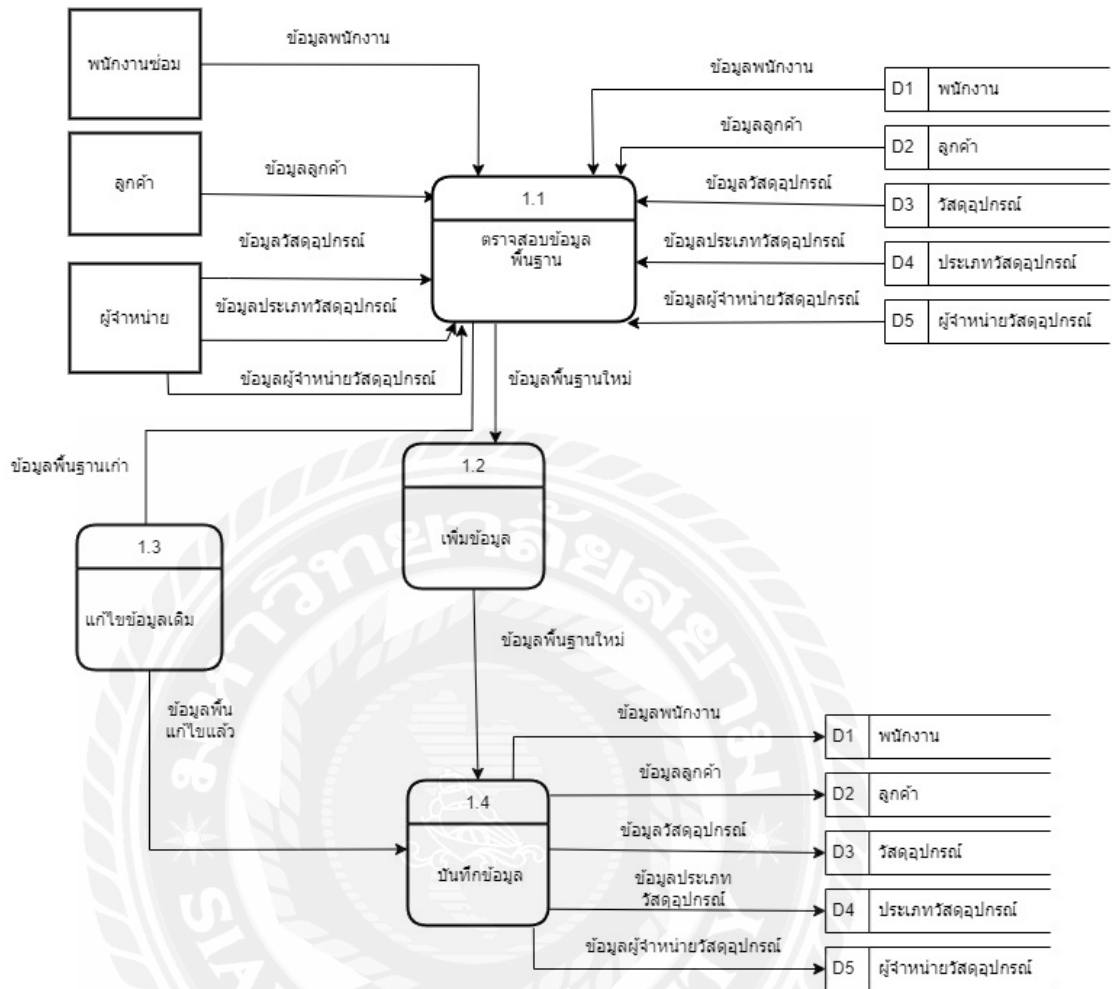 พนักงานซ่อม
ข้อมูลพนักงาน
ข้อมูลพนักงาน
D1 พนักงาน
ลูกค้า
ข้อมูลลูกค้า
ข้อมูลลูกค้า
D2 ลูกค้า
1.1
ตรวจสอบข้อมูล
พื้นฐาน
ข้อมูลวัสดุอุปกรณ์
D3 วัสดุอุปกรณ์
ผู้จำหน่าย
ข้อมูลวัสดุอุปกรณ์
ข้อมูลประเภทวัสดุอุปกรณ์
ข้อมูลผู้จำหน่ายวัสดุอุปกรณ์
ข้อมูลประเภทวัสดุอุปกรณ์
D4 ประเภทวัสดุอุปกรณ์
ข้อมูลผู้จำหน่ายวัสดุอุปกรณ์
D5 ผู้จำหน่ายวัสดุอุปกรณ์
ข้อมูลพื้นฐานใหม่
ข้อมูลพื้นฐานเก่า
1.2
เพิ่มข้อมูล
1.3
แก้ไขข้อมูลเดิม
ข้อมูลพื้นฐานใหม่
ข้อมูลพื้น
แก้ไขแล้ว
1.4
บันทึกข้อมูล
ข้อมูลพนักงาน
D1 พนักงาน
ข้อมูลลูกค้า
D2 ลูกค้า
ข้อมูลวัสดุอุปกรณ์
D3 วัสดุอุปกรณ์
ข้อมูลประเภท
วัสดุอุปกรณ์
D4 ประเภทวัสดุอุปกรณ์
ข้อมูลผู้จำหน่ายวัสดุอุปกรณ์
D5 ผู้จำหน่ายวัสดุอุปกรณ์
มหาวิทยาลัยสยาม